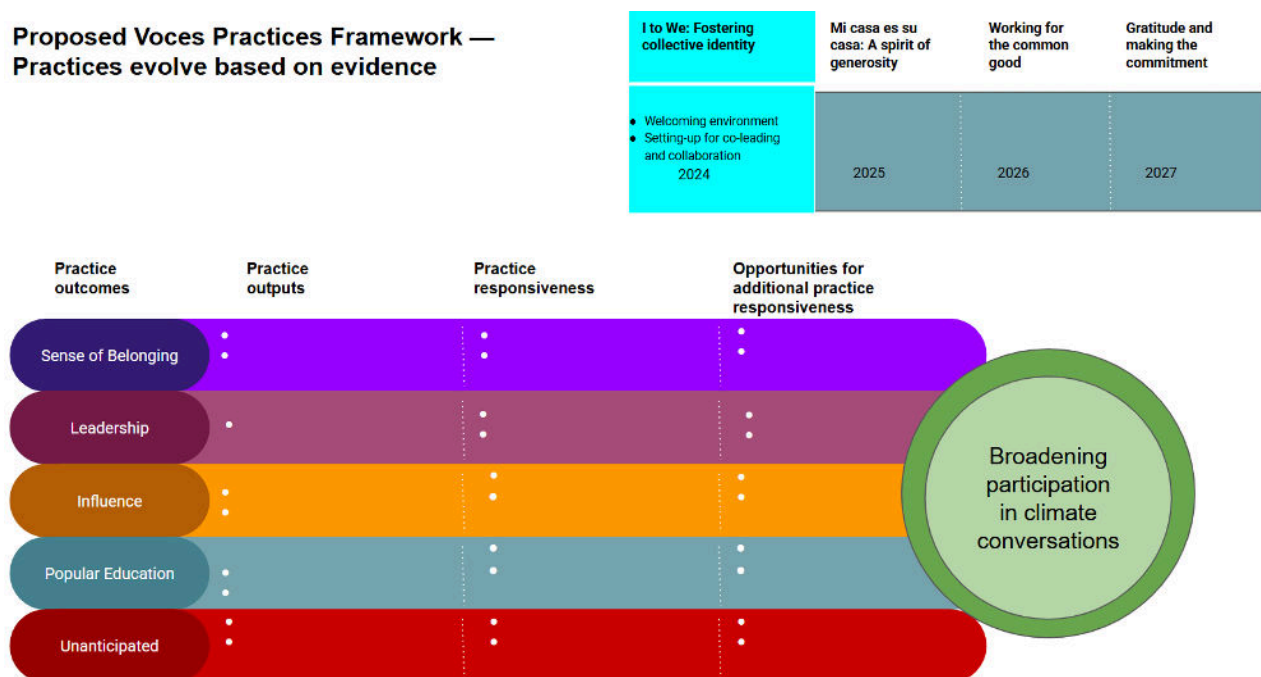 Proposed Voces Practices Framework —
Practices evolve based on evidence
I to We: Fostering
collective identity
Mi casa es su
casa: A spirit of
generosity
Working for
the common
good
Gratitude and
making the
commitment
● Welcoming environment
● Setting-up for co-leading
and collaboration
2024
2025
2026
2027
Practice
outcomes
Practice
outputs
Practice
responsiveness
Opportunities for
additional practice
responsiveness
Sense of Belonging
Leadership
Influence
Popular Education
Unanticipated
Broadening
participation
in climate
conversations